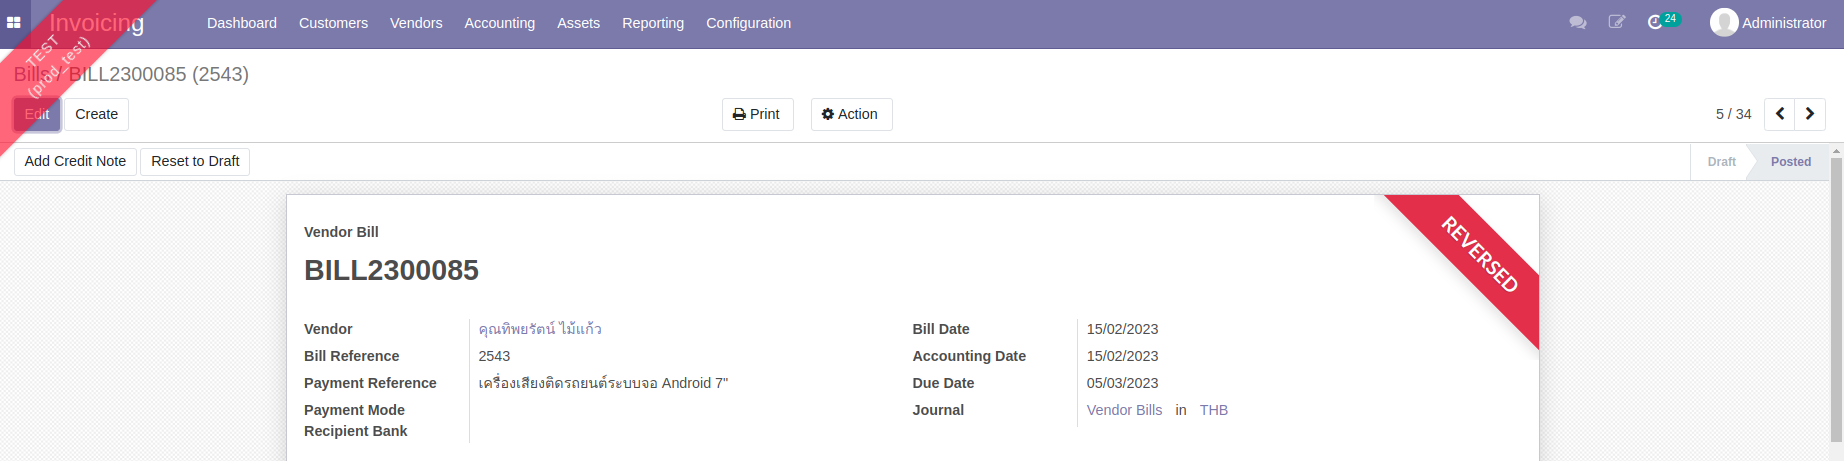 Invoicing Dashboard Customers Vendors Accounting Assets Reporting Configuration 24 Administrator
TEST
(prod_test)
Bills / BILL2300085 (2543)
Edit Create Print Action 5 / 34
Add Credit Note Reset to Draft Draft Posted
REVERSED
Vendor Bill
BILL2300085
Vendor คุณทิพยรัตน์ ไม้แก้ว Bill Date 15/02/2023
Bill Reference 2543 Accounting Date 15/02/2023
Payment Reference เครื่องเสียงติดรถยนต์ระบบจอ Android 7" Due Date 05/03/2023
Payment Mode Journal Vendor Bills in THB
Recipient Bank